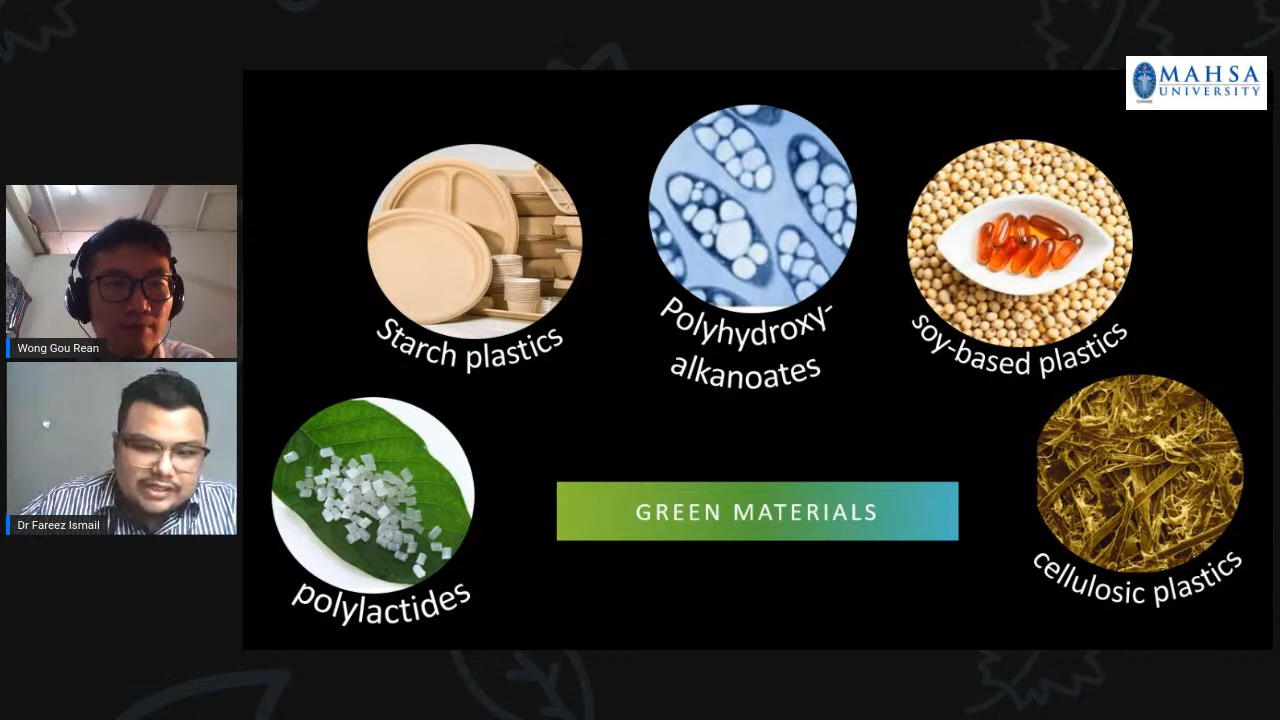 MAHSA
UNIVERSITY
Starch plastics
Polyhydroxy-
alkanoates
soy-based plastics
Wong Gou Rean
Dr Fareez Ismail
polylactides
GREEN MATERIALS
cellulosic plastics